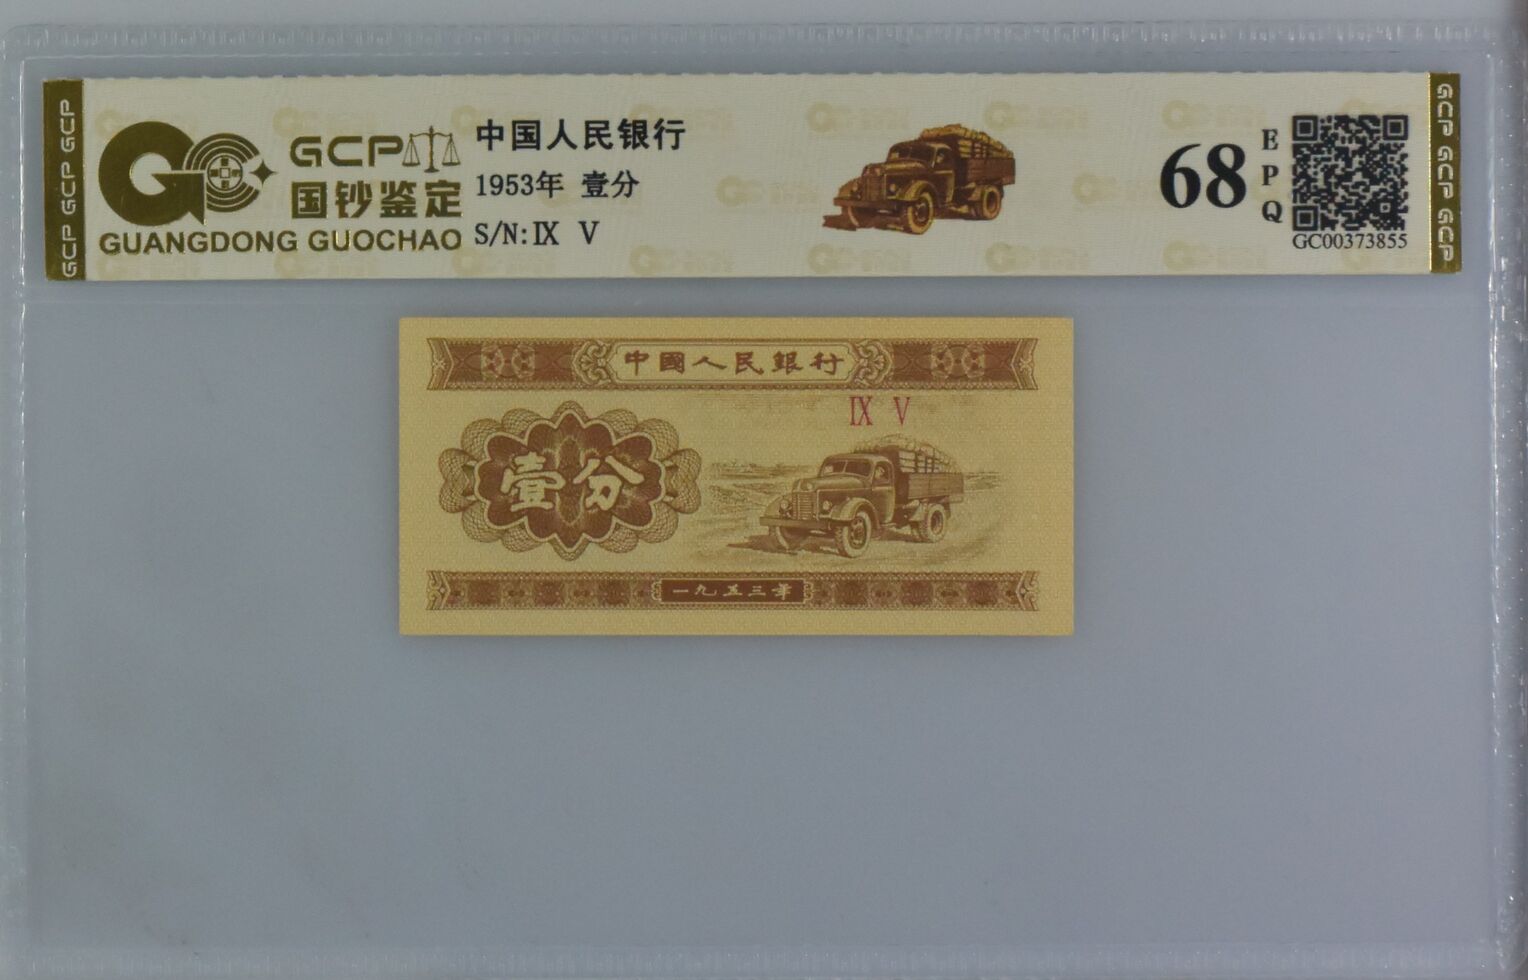 GCP GCP GCP
GCP
国钞鉴定
GUANGDONG GUOCHAO
中国人民银行
1953年 壹分
S/N:Ⅸ Ⅴ
68
EPQ
GC00373855
GCP GCP GCP
中國人民銀行
Ⅸ Ⅴ
壹分
一九五三年